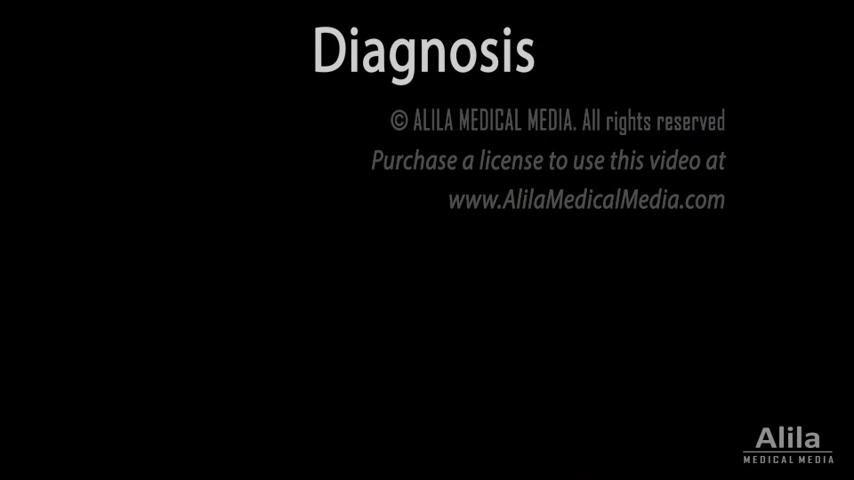 Diagnosis
© ALILA MEDICAL MEDIA. All rights reserved
Purchase a license to use this video at
www.AlilaMedicalMedia.com
Alila
MEDICAL MEDIA